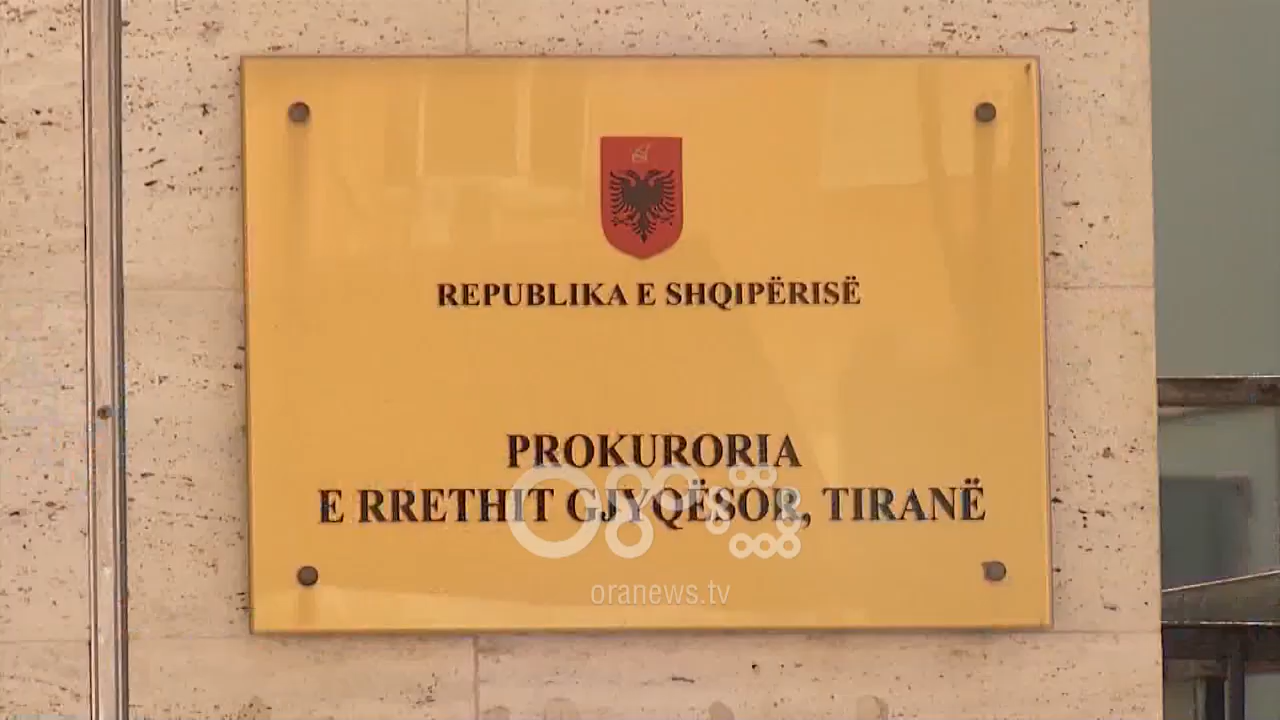 REPUBLIKA E SHQIPËRISË
PROKURORIA
E RRETHIT GJYQËSOR, TIRANË
oranews.tv